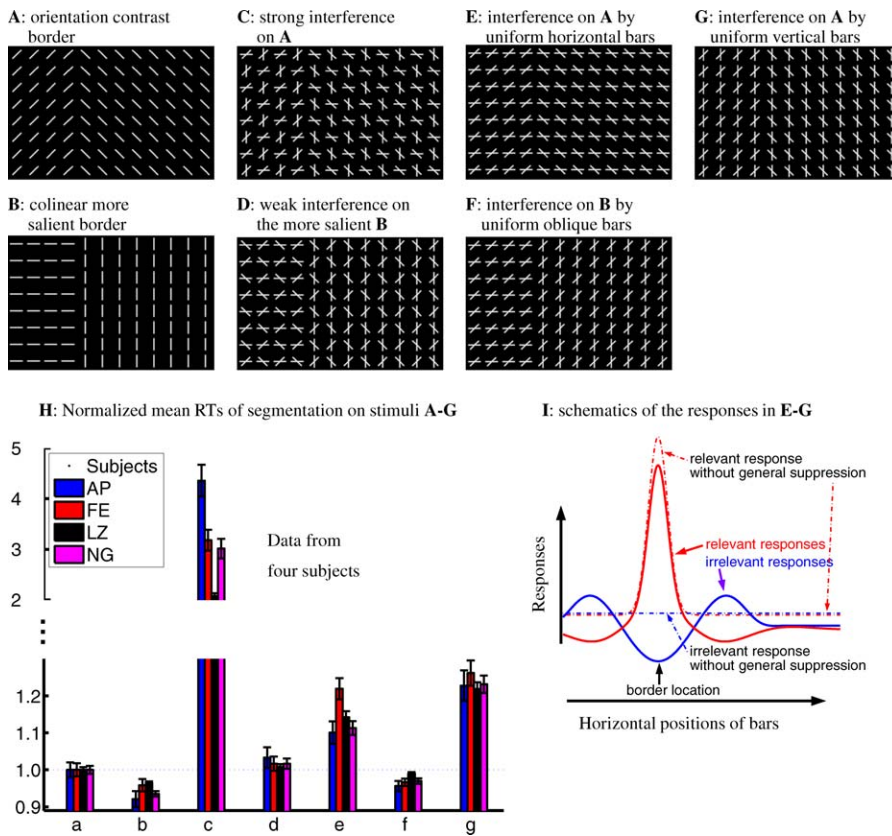 A: orientation contrast
border
C: strong interference
on A
E: interference on A by
uniform horizontal bars
G: interference on A by
uniform vertical bars
B: colinear more
salient border
D: weak interference on
the more salient B
F: interference on B by
uniform oblique bars
H: Normalized mean RTs of segmentation on stimuli A-G
5
4
3
2
1.2
1.1
1.0
0.9
Subjects
AP
FE
LZ
NG
Data from
four subjects
a b c d e f g
I: schematics of the responses in E-G
Responses
relevant response
without general suppression
relevant responses
irrelevant responses
irrelevant response
without general suppression
border location
Horizontal positions of bars